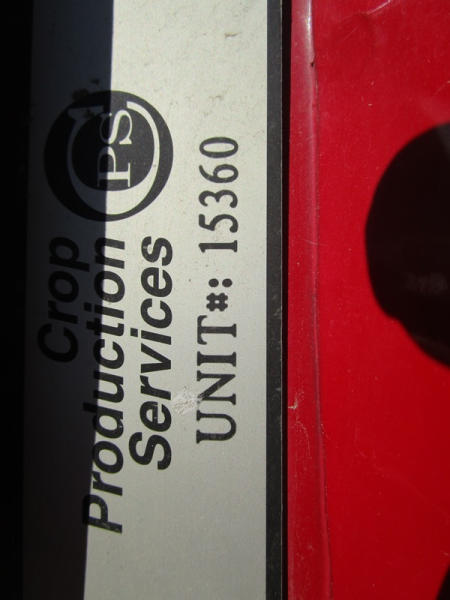 Crop
Production
Services
CPS
UNIT#: 15360